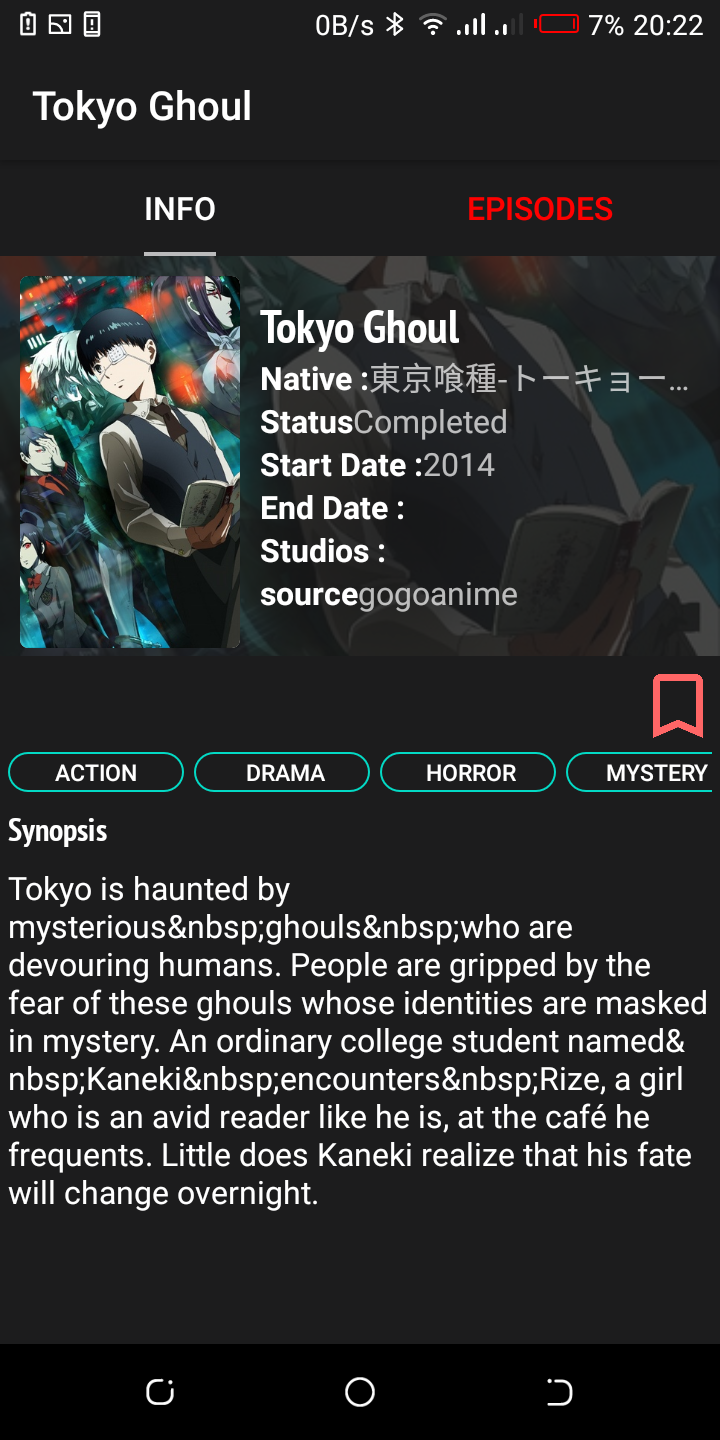 0B/s 7% 20:22
Tokyo Ghoul
INFO EPISODES
Tokyo Ghoul
Native :東京喰種-トーキョー...
StatusCompleted
Start Date :2014
End Date :
Studios :
sourcegogoanime
ACTION DRAMA HORROR MYSTERY
Synopsis
Tokyo is haunted by
mysterious&nbsp;ghouls&nbsp;who are
devouring humans. People are gripped by the
fear of these ghouls whose identities are masked
in mystery. An ordinary college student named&
nbsp;Kaneki&nbsp;encounters&nbsp;Rize, a girl
who is an avid reader like he is, at the café he
frequents. Little does Kaneki realize that his fate
will change overnight.